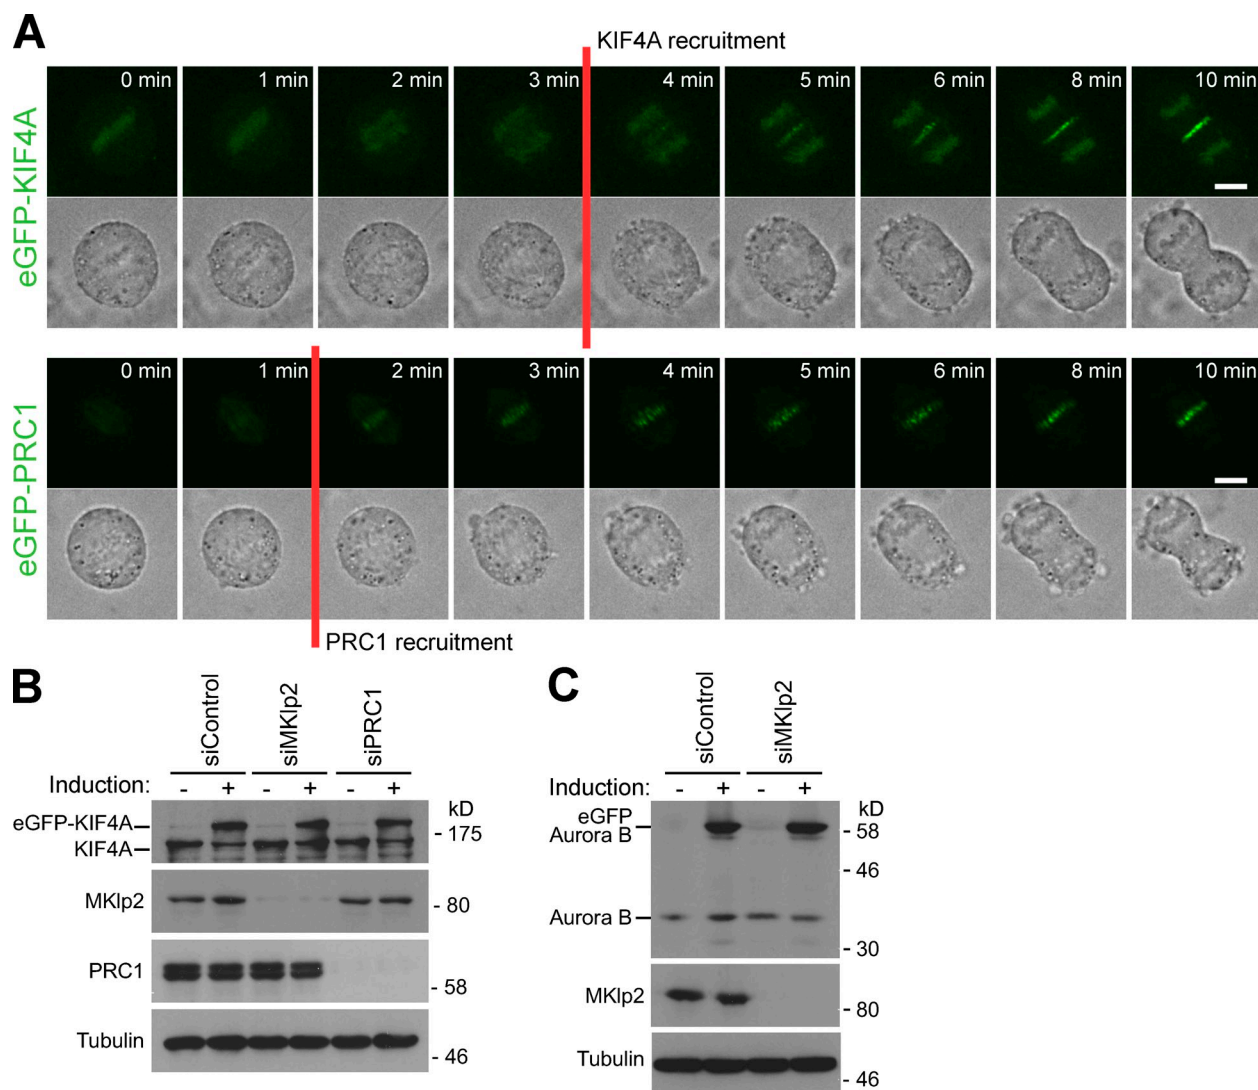 A
KIF4A recruitment
eGFP-KIF4A
0 min 1 min 2 min 3 min 4 min 5 min 6 min 8 min 10 min
eGFP-PRC1
0 min 1 min 2 min 3 min 4 min 5 min 6 min 8 min 10 min
PRC1 recruitment
B
siControl siMKlp2 siPRC1
Induction: - + - + - +
kD
eGFP-KIF4A
- 175
KIF4A
MKlp2
- 80
PRC1
- 58
Tubulin
- 46
C
siControl siMKlp2
Induction: - + - +
eGFP
Aurora B
kD
- 58
- 46
Aurora B
- 30
MKlp2
- 80
Tubulin
- 46